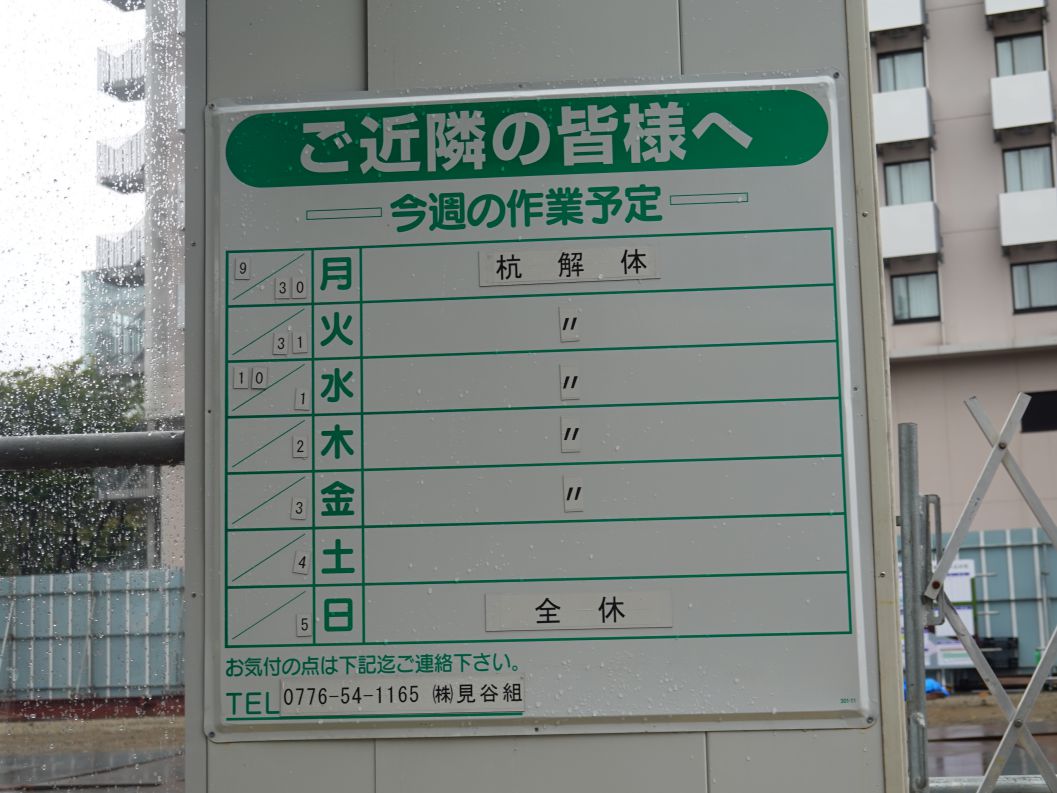 ご近隣の皆様へ
今週の作業予定
9/30 月 杭解体
/31 火 〃
10/1 水 〃
/2 木 〃
/3 金 〃
/4 土
/5 日 全休
お気付の点は下記迄ご連絡下さい。
TEL 0776-54-1165 ㈱見谷組